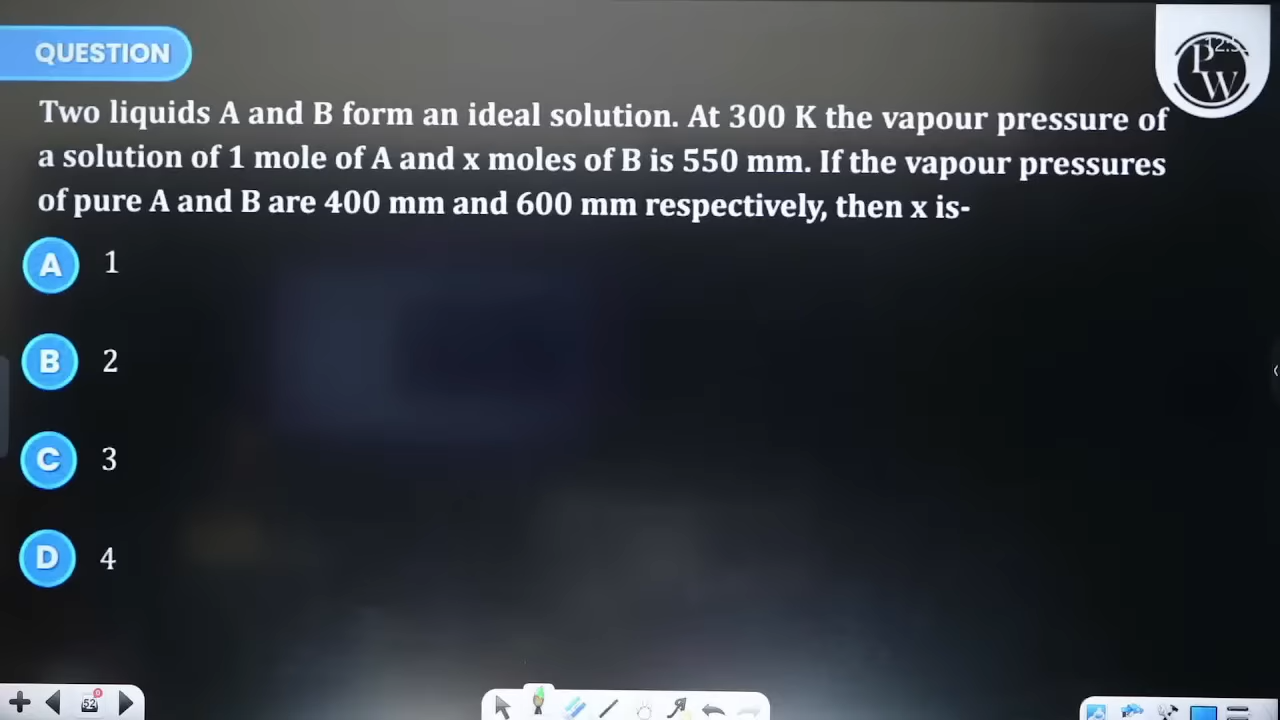 QUESTION
Two liquids A and B form an ideal solution. At 300 K the vapour pressure of
a solution of 1 mole of A and x moles of B is 550 mm. If the vapour pressures
of pure A and B are 400 mm and 600 mm respectively, then x is-
A 1
B 2
C 3
D 4
PW
52